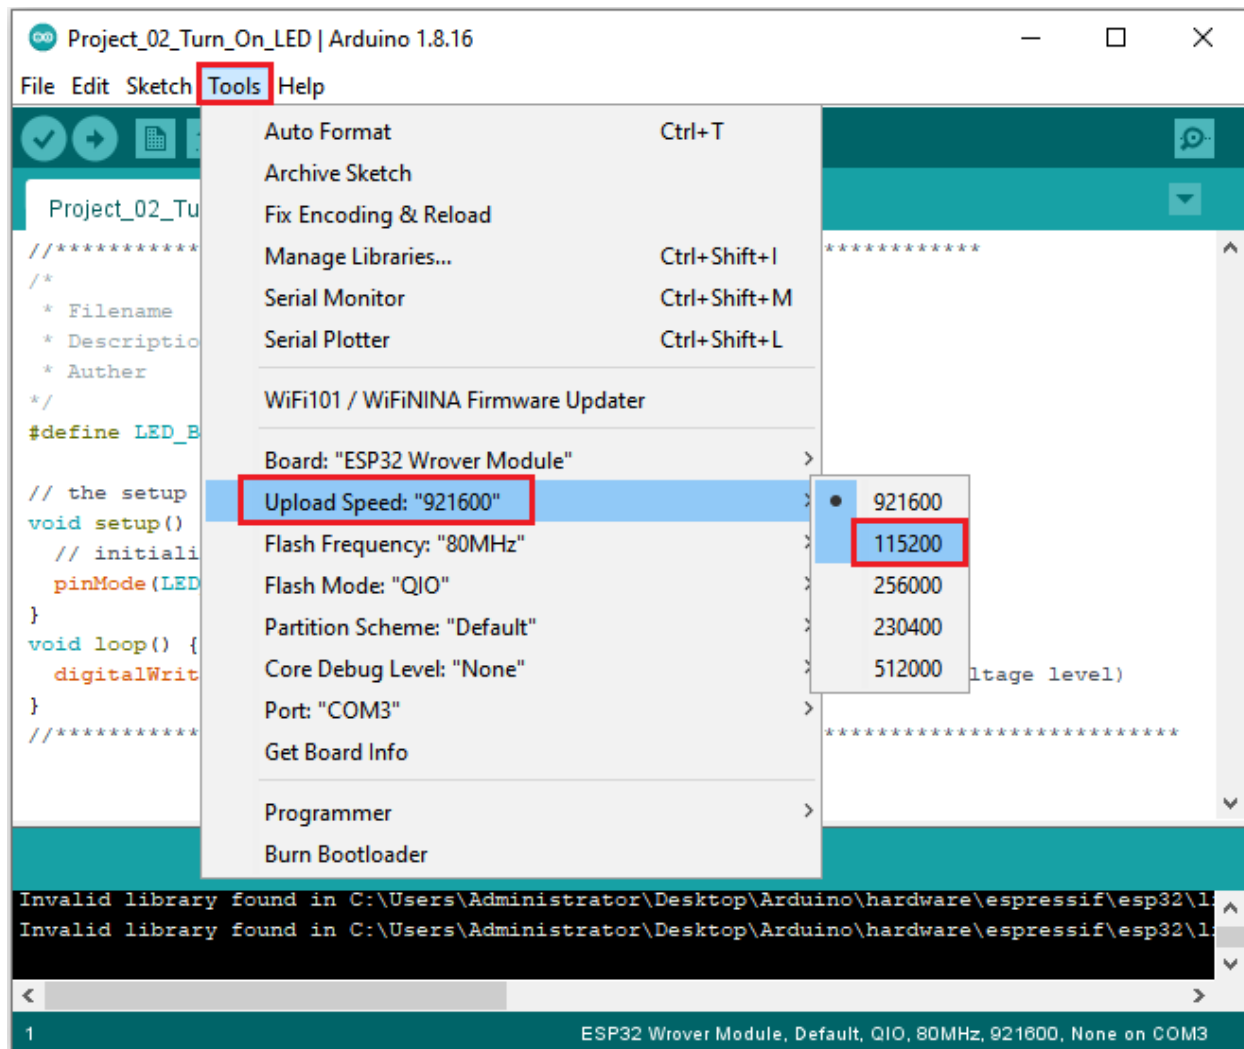 Project_02_Turn_On_LED | Arduino 1.8.16
File Edit Sketch Tools Help
Auto Format Ctrl+T
Archive Sketch
Project_02_Tu
Fix Encoding & Reload
//*********** ************
Manage Libraries... Ctrl+Shift+I
/*
Serial Monitor Ctrl+Shift+M
* Filename
* Descriptio
Serial Plotter Ctrl+Shift+L
* Auther
*/
WiFi101 / WiFiNINA Firmware Updater
#define LED_B
Board: "ESP32 Wrover Module"
// the setup
Upload Speed: "921600" 921600
void setup()
Flash Frequency: "80MHz" 115200
// initiali
pinMode(LED
Flash Mode: "QIO" 256000
}
Partition Scheme: "Default" 230400
void loop() {
Core Debug Level: "None" 512000
digitalWrit ltage level)
}
Port: "COM3"
//*********** ***************************
Get Board Info
Programmer
Burn Bootloader
Invalid library found in C:\Users\Administrator\Desktop\Arduino\hardware\espressif\esp32\l
Invalid library found in C:\Users\Administrator\Desktop\Arduino\hardware\espressif\esp32\l
1 ESP32 Wrover Module, Default, QIO, 80MHz, 921600, None on COM3